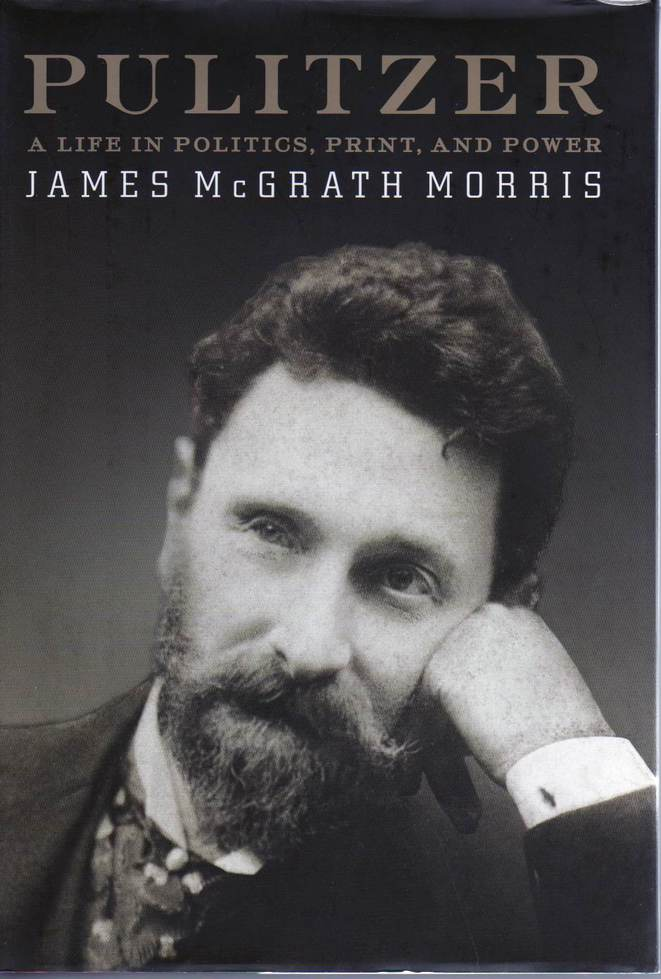 PULITZER
A LIFE IN POLITICS, PRINT, AND POWER
JAMES McGRATH MORRIS